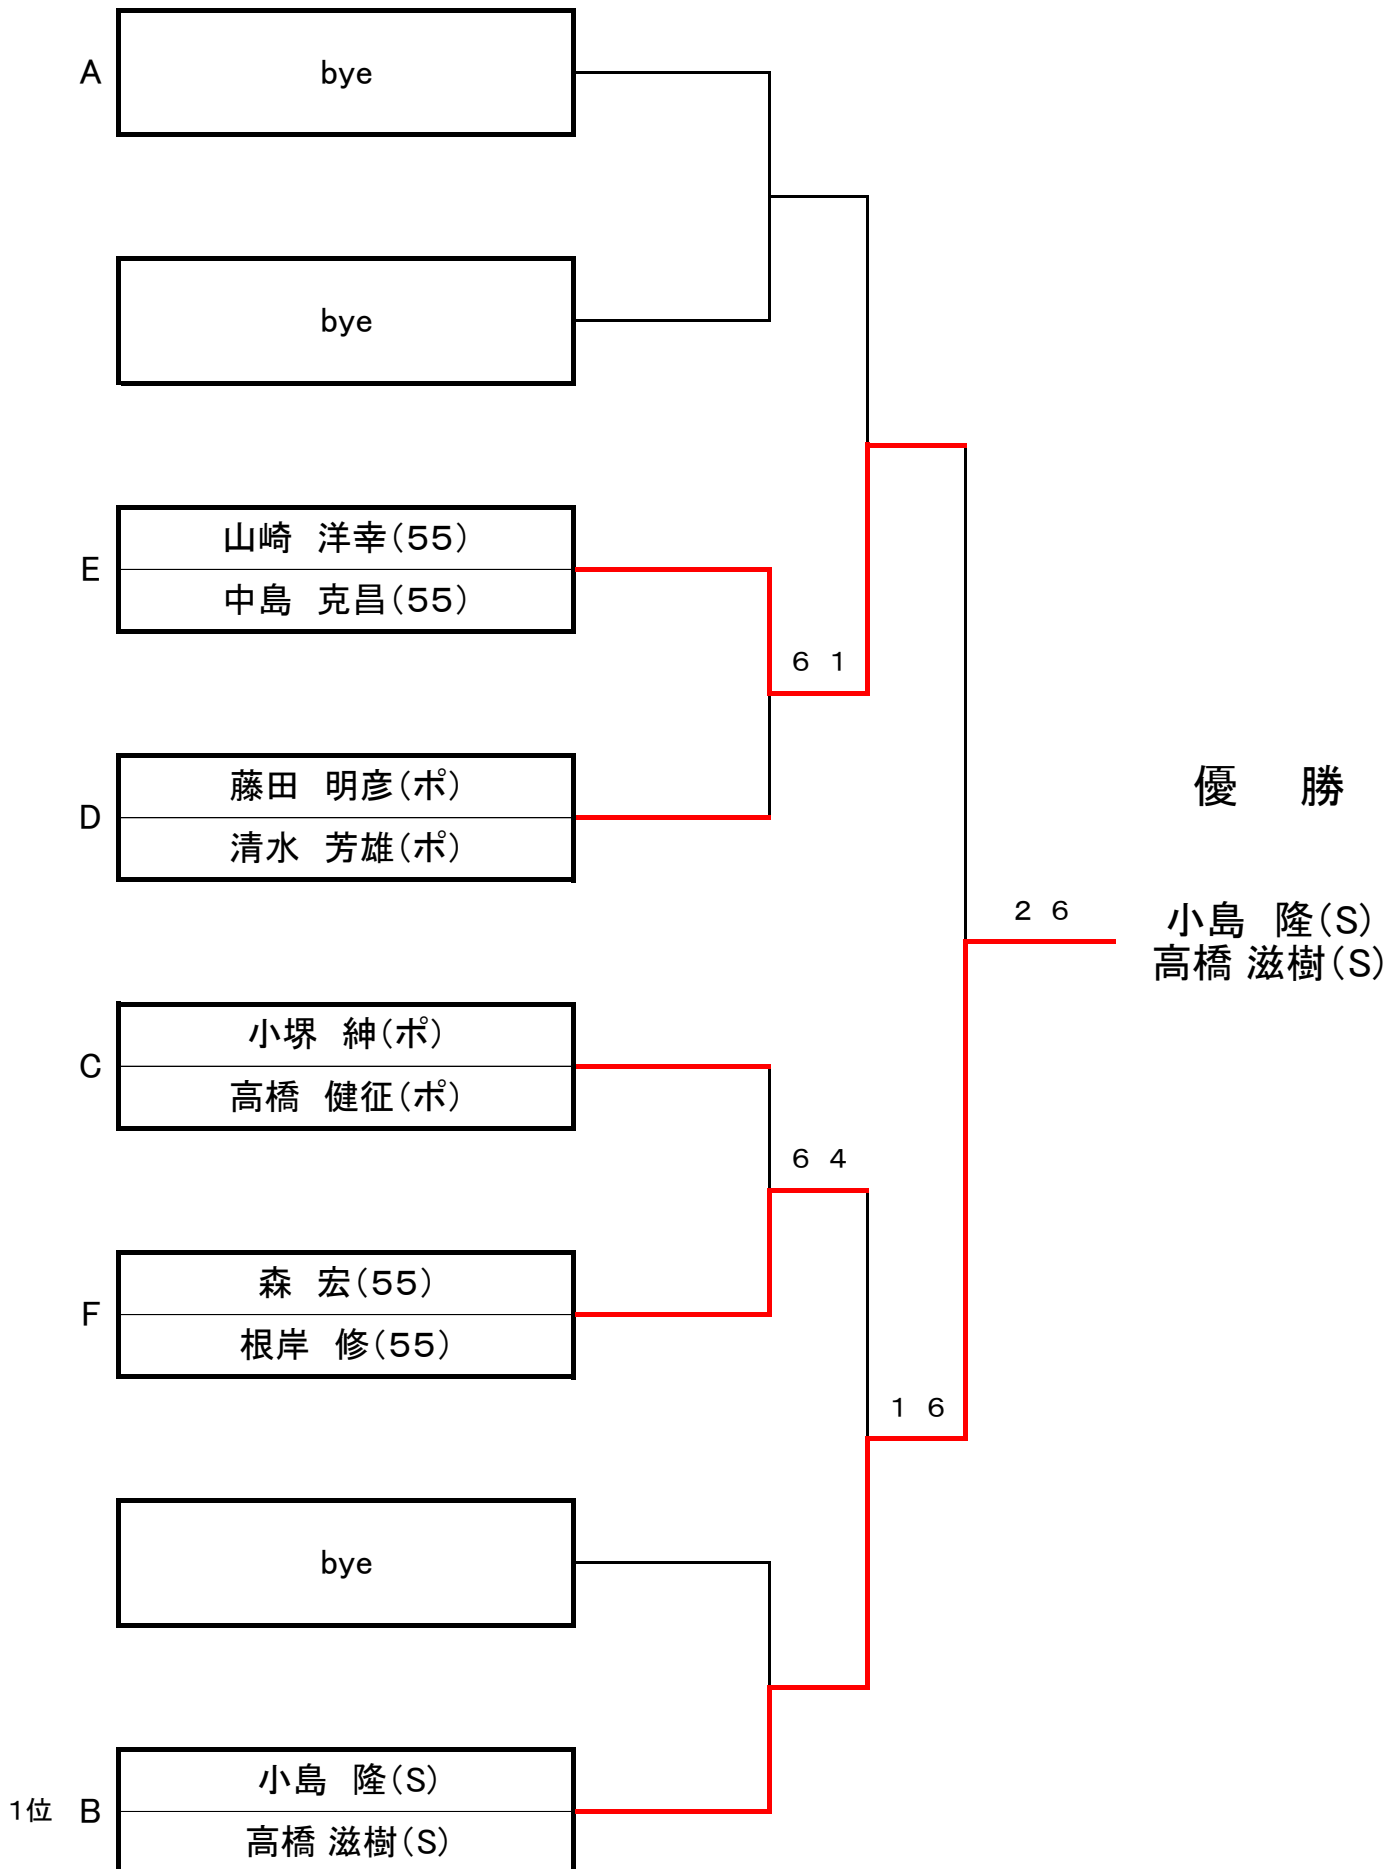 A
bye
bye
E
山崎　洋幸（55）
中島　克昌（55）
6 1
D
藤田　明彦（ポ）
清水　芳雄（ポ）
優　勝
2 6
小島　隆（S）
高橋 滋樹（S）
C
小堺　紳（ポ）
高橋　健征（ポ）
6 4
F
森　宏（55）
根岸　修（55）
1 6
bye
1位 B
小島　隆（S）
高橋 滋樹（S）